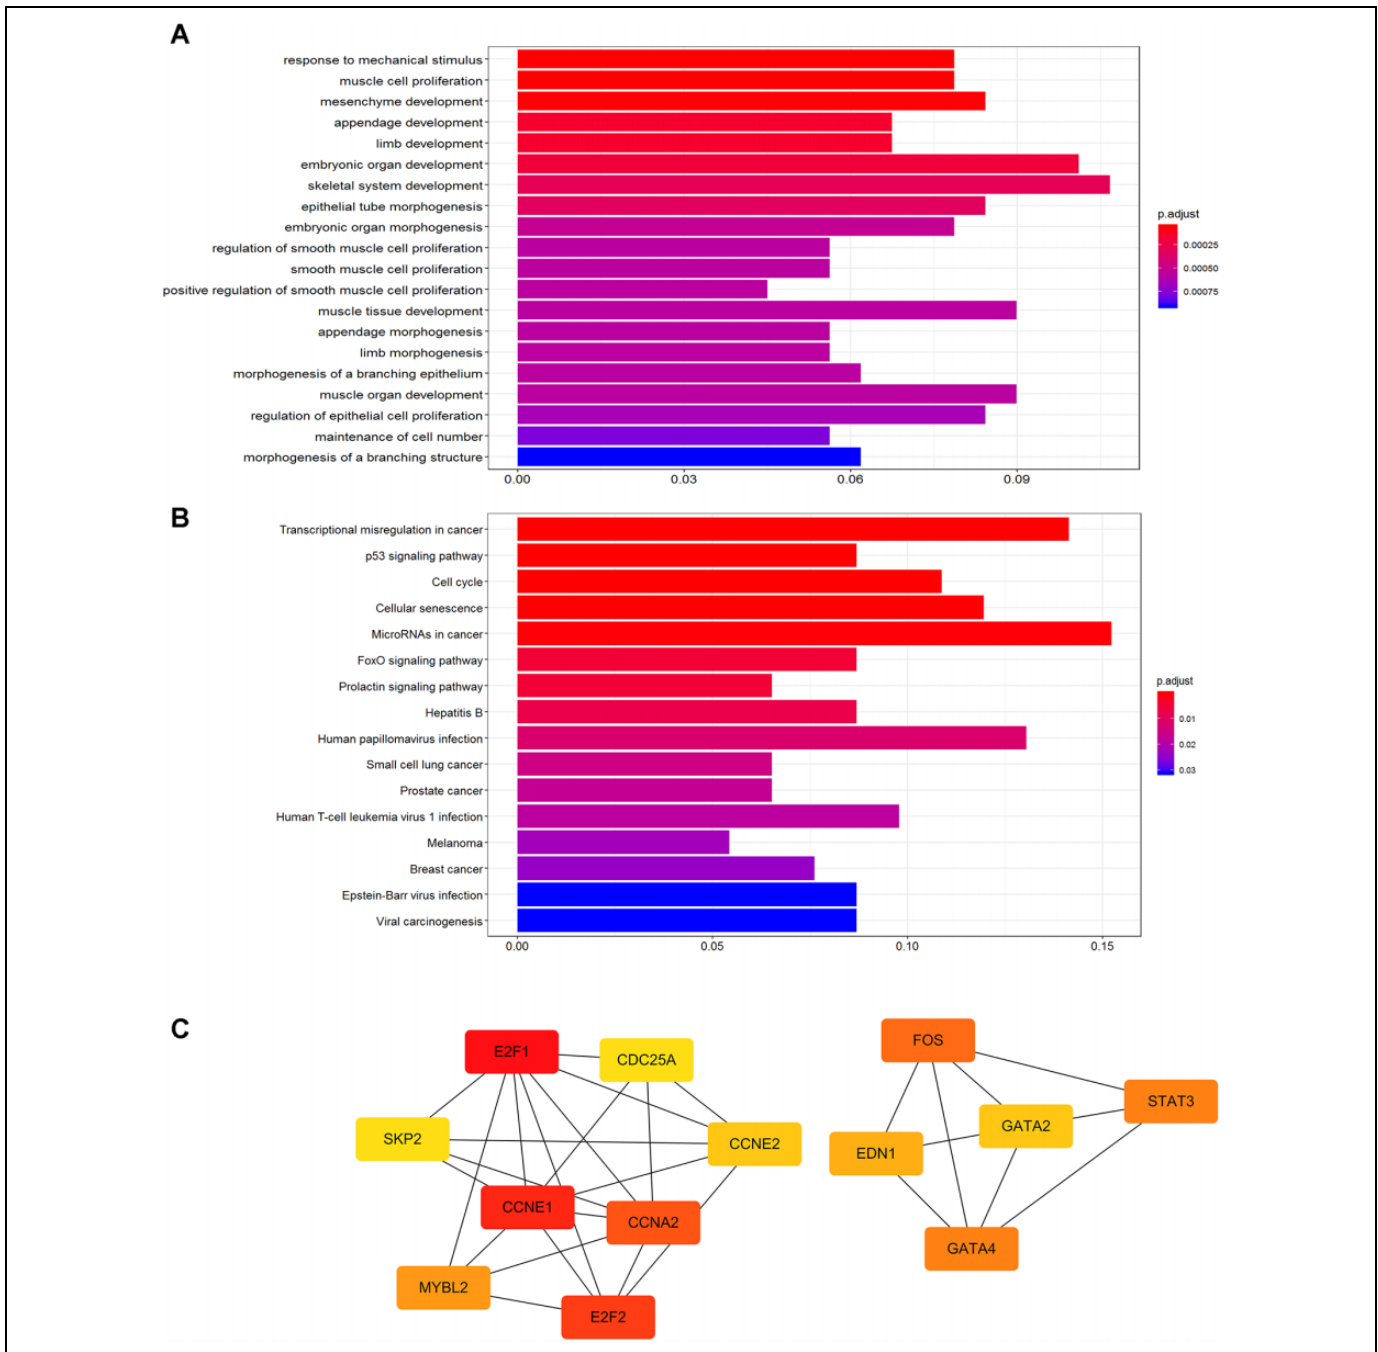 A
response to mechanical stimulus
muscle cell proliferation
mesenchyme development
appendage development
limb development
embryonic organ development
skeletal system development
epithelial tube morphogenesis
embryonic organ morphogenesis
regulation of smooth muscle cell proliferation
smooth muscle cell proliferation
positive regulation of smooth muscle cell proliferation
muscle tissue development
appendage morphogenesis
limb morphogenesis
morphogenesis of a branching epithelium
muscle organ development
regulation of epithelial cell proliferation
maintenance of cell number
morphogenesis of a branching structure
0.00 0.03 0.06 0.09
p.adjust
0.00025
0.00050
0.00075
B
Transcriptional misregulation in cancer
p53 signaling pathway
Cell cycle
Cellular senescence
MicroRNAs in cancer
FoxO signaling pathway
Prolactin signaling pathway
Hepatitis B
Human papillomavirus infection
Small cell lung cancer
Prostate cancer
Human T-cell leukemia virus 1 infection
Melanoma
Breast cancer
Epstein-Barr virus infection
Viral carcinogenesis
0.00 0.05 0.10 0.15
p.adjust
0.01
0.02
0.03
C
E2F1
CDC25A
SKP2
CCNE2
CCNE1
CCNA2
MYBL2
E2F2
FOS
STAT3
GATA2
EDN1
GATA4